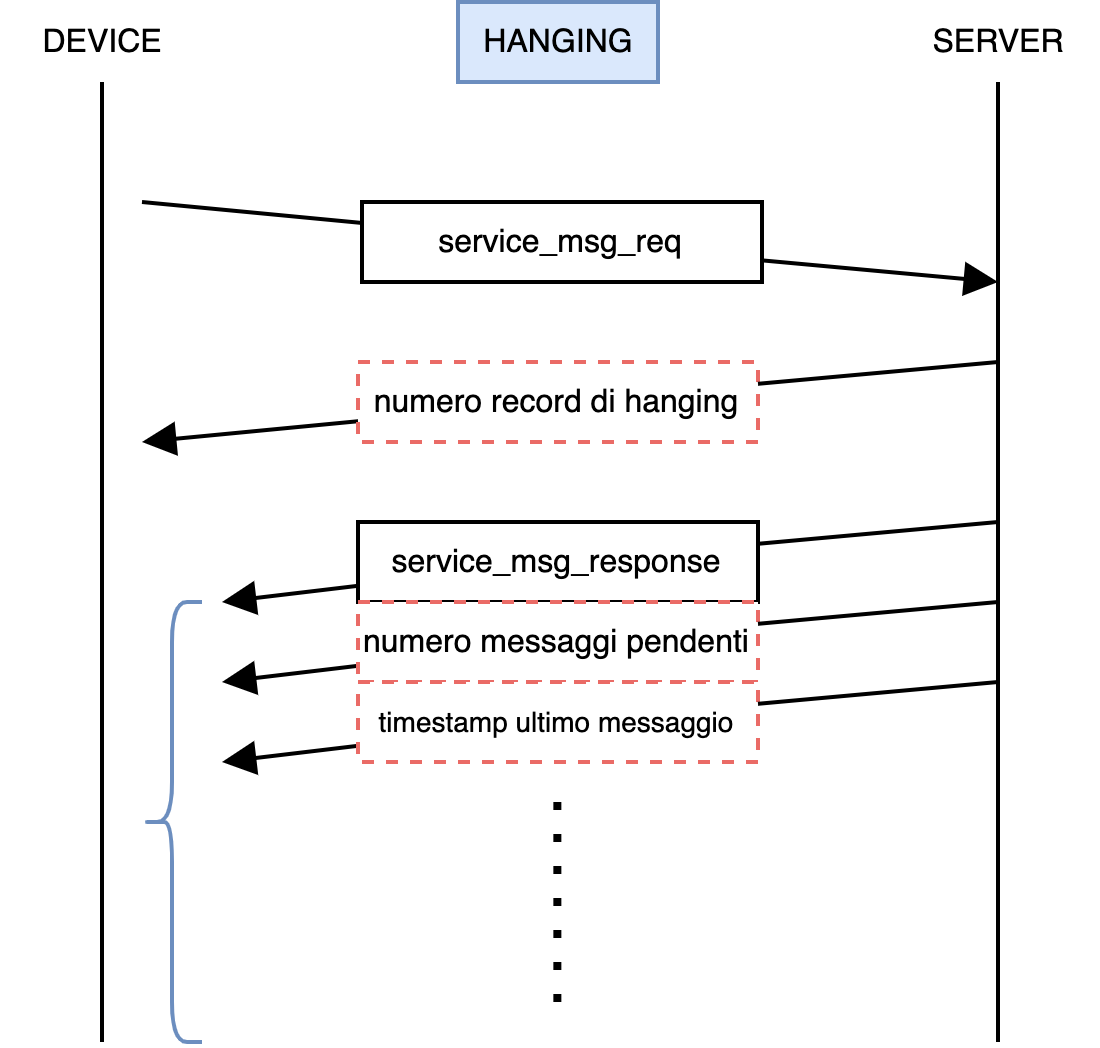 DEVICE
HANGING
SERVER
service_msg_req
numero record di hanging
service_msg_response
numero messaggi pendenti
timestamp ultimo messaggio